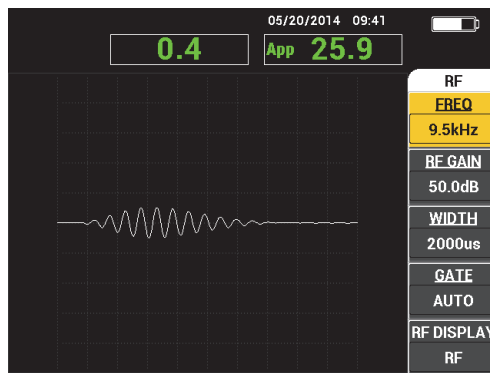 05/20/2014 09:41
0.4
App 25.9
RF
FREQ
9.5kHz
RF GAIN
50.0dB
WIDTH
2000us
GATE
AUTO
RF DISPLAY
RF